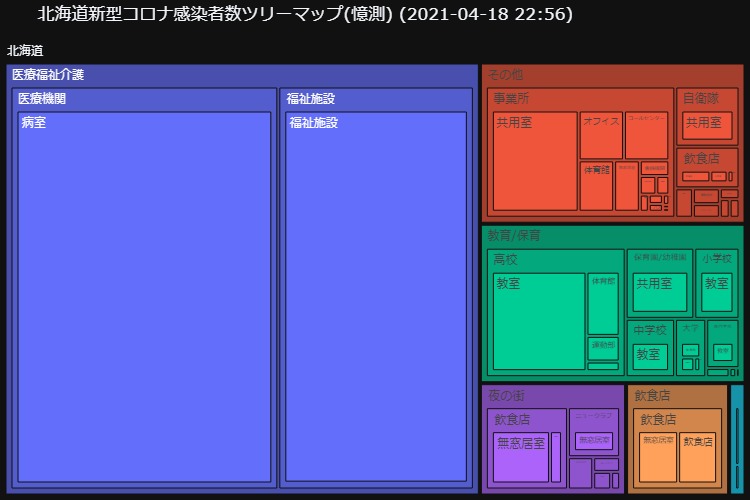 北海道新型コロナ感染者数ツリーマップ(憶測) (2021-04-18 22:56)
北海道
医療福祉介護
医療機関
病室
福祉施設
福祉施設
その他
事業所
共用室
オフィス
コールセンター
体育館
自衛隊
共用室
飲食店
教育/保育
高校
教室
体育館
運動部
保育園/幼稚園
共用室
小学校
教室
中学校
教室
大学
夜の街
飲食店
無窓居室
ニュークラブ
無窓居室
飲食店
飲食店
無窓居室
飲食店